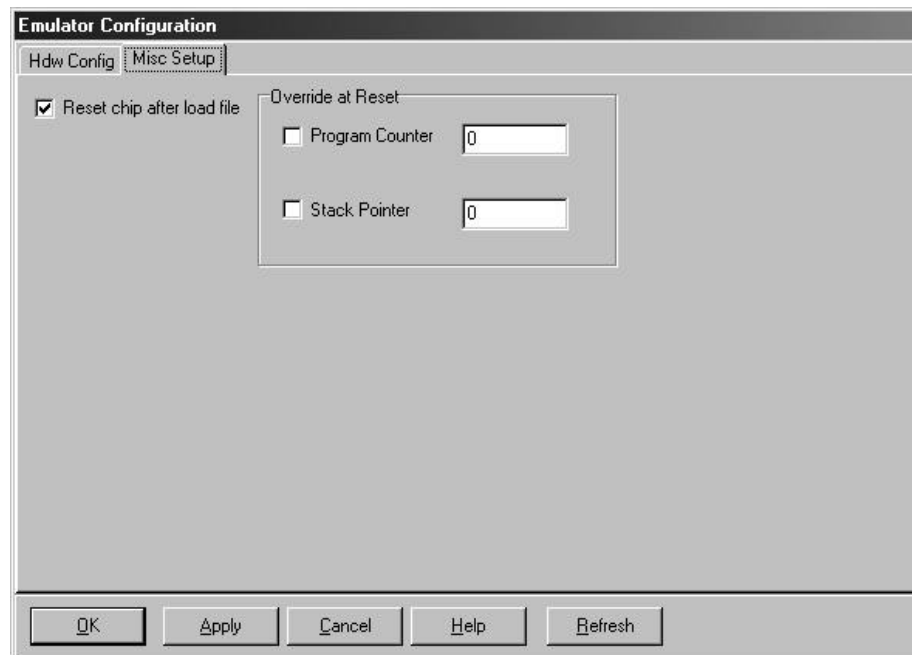 Emulator Configuration
Hdw Config Misc Setup
Reset chip after load file
Override at Reset
Program Counter 0
Stack Pointer 0
OK Apply Cancel Help Refresh